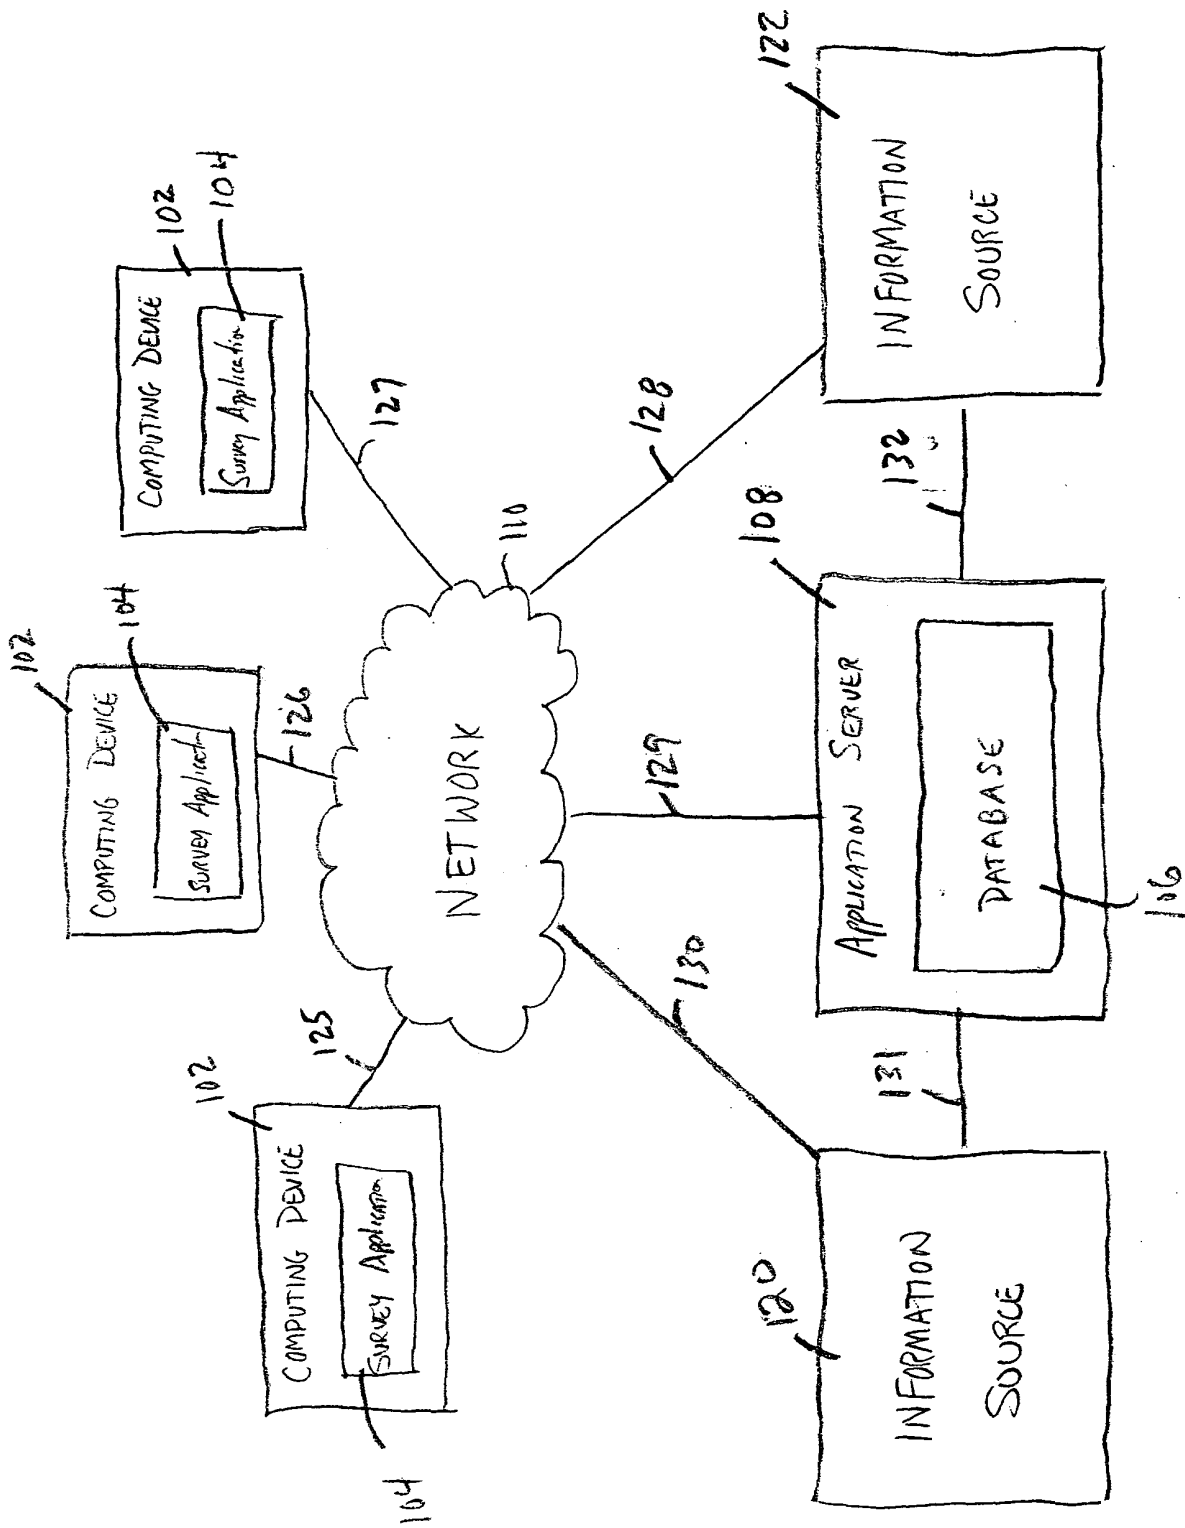 102
COMPUTING DEVICE
SURVEY Application
104
125
102
COMPUTING DEVICE
SURVEY Application
104
126
102
COMPUTING DEVICE
Survey Application
104
127
NETWORK
110
130
129
128
120
INFORMATION
SOURCE
131
108
APPLICATION SERVER
DATABASE
106
132
122
INFORMATION
SOURCE